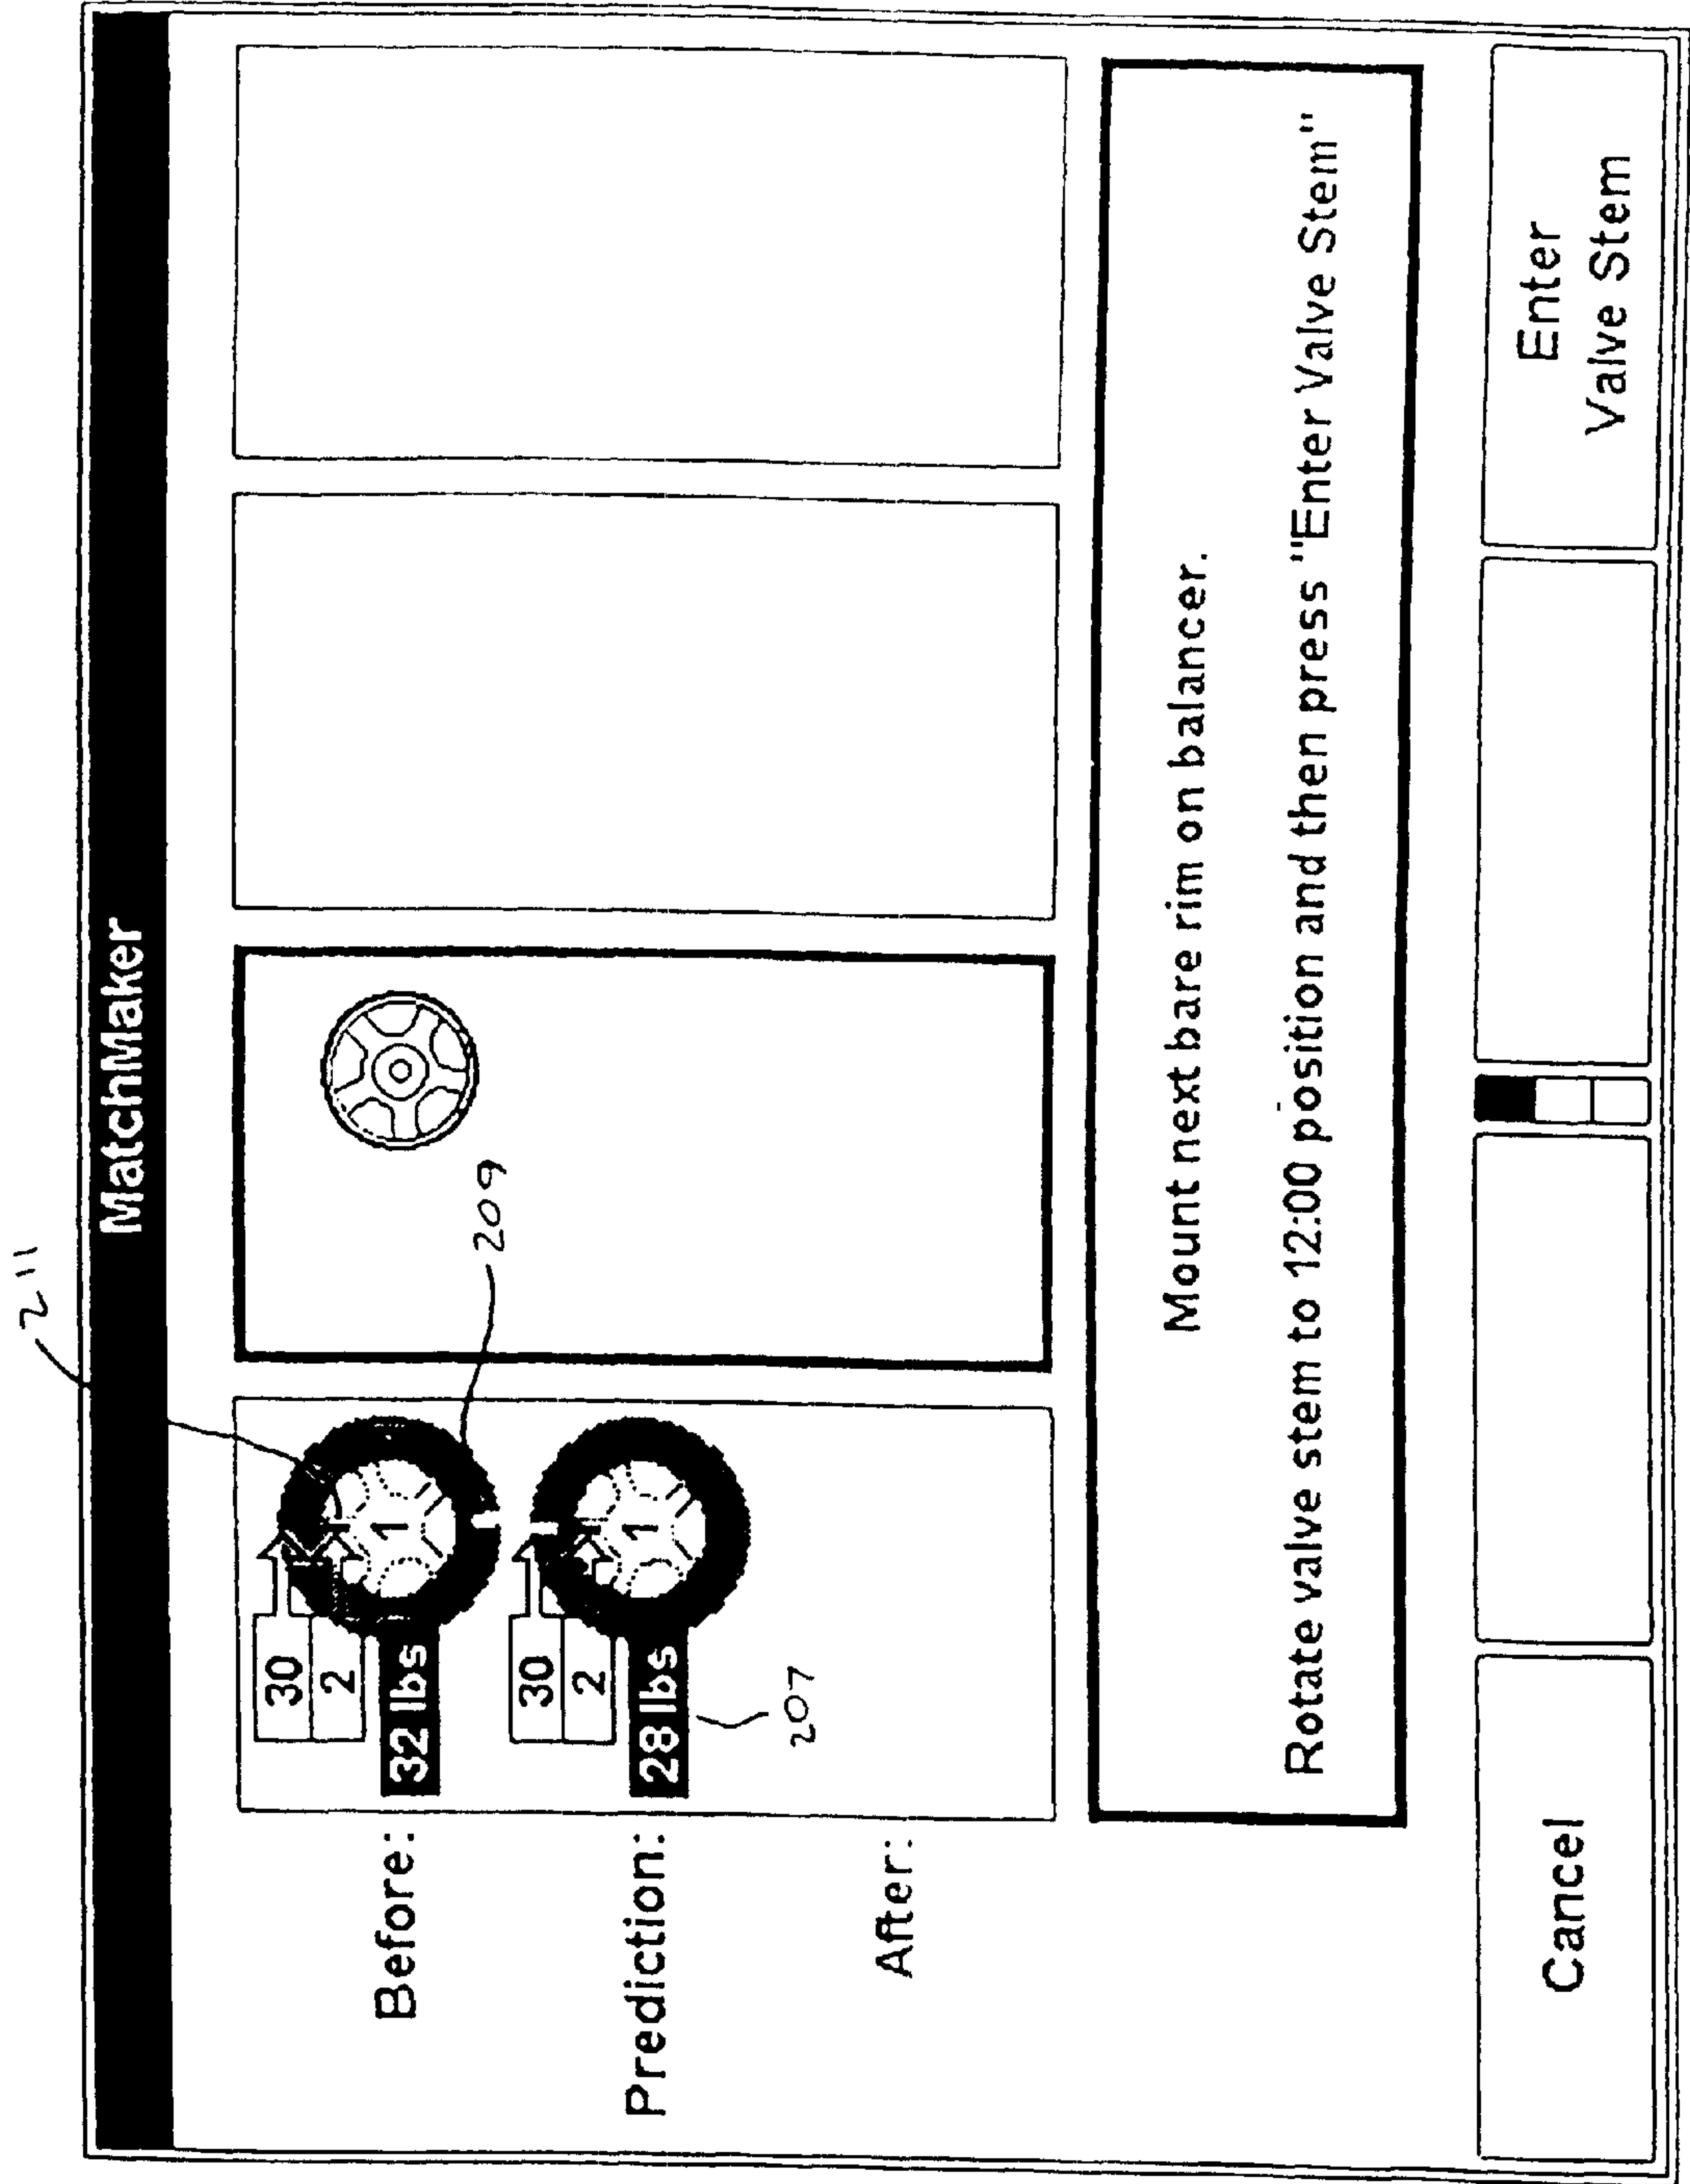 211
MatchMaker
Before:
30
2
32 lbs
1
209
Prediction:
30
2
28 lbs
1
207
After:
Mount next bare rim on balancer.
Rotate valve stem to 12:00 position and then press "Enter Valve Stem"
Cancel
Enter
Valve Stem